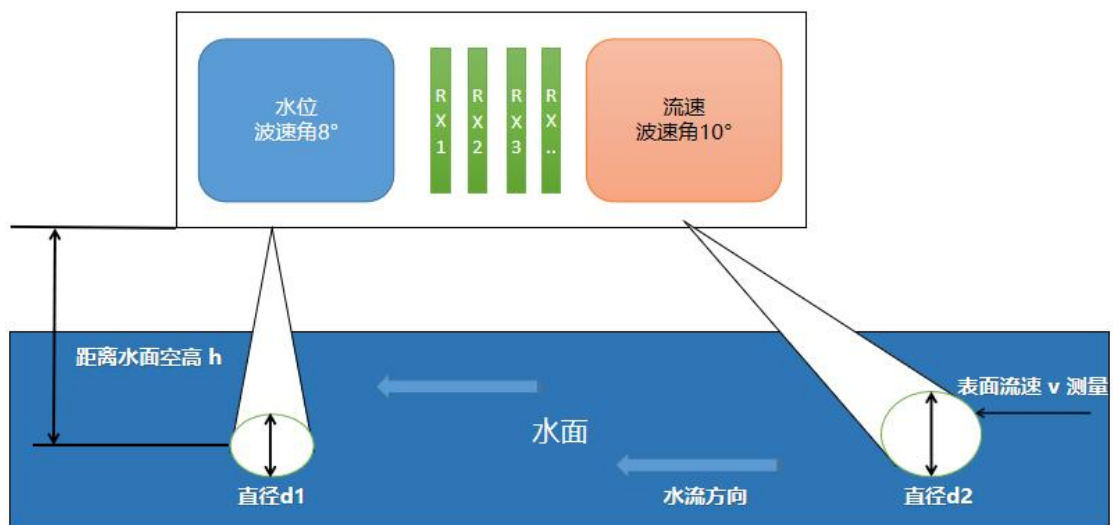 水位
波速角8°
R
X
1
R
X
2
R
X
3
R
X
..
流速
波速角10°
距离水面空高 h
表面流速 v 测量
水面
直径d1
水流方向
直径d2